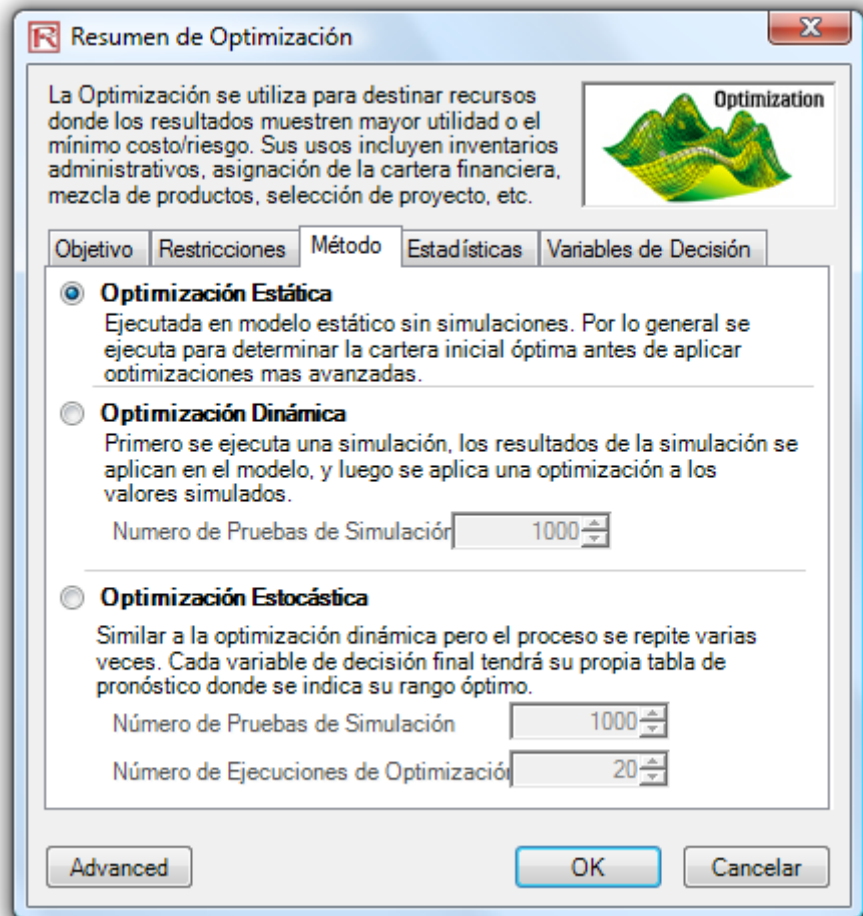 Resumen de Optimización
La Optimización se utiliza para destinar recursos
donde los resultados muestren mayor utilidad o el
mínimo costo/riesgo. Sus usos incluyen inventarios
administrativos, asignación de la cartera financiera,
mezcla de productos, selección de proyecto, etc.
Optimization
Objetivo Restricciones Método Estadísticas Variables de Decisión
Optimización Estática
Ejecutada en modelo estático sin simulaciones. Por lo general se
ejecuta para determinar la cartera inicial óptima antes de aplicar
optimizaciones mas avanzadas.
Optimización Dinámica
Primero se ejecuta una simulación, los resultados de la simulación se
aplican en el modelo, y luego se aplica una optimización a los
valores simulados.
Numero de Pruebas de Simulación 1000
Optimización Estocástica
Similar a la optimización dinámica pero el proceso se repite varias
veces. Cada variable de decisión final tendrá su propia tabla de
pronóstico donde se indica su rango óptimo.
Número de Pruebas de Simulación 1000
Número de Ejecuciones de Optimización 20
Advanced OK Cancelar